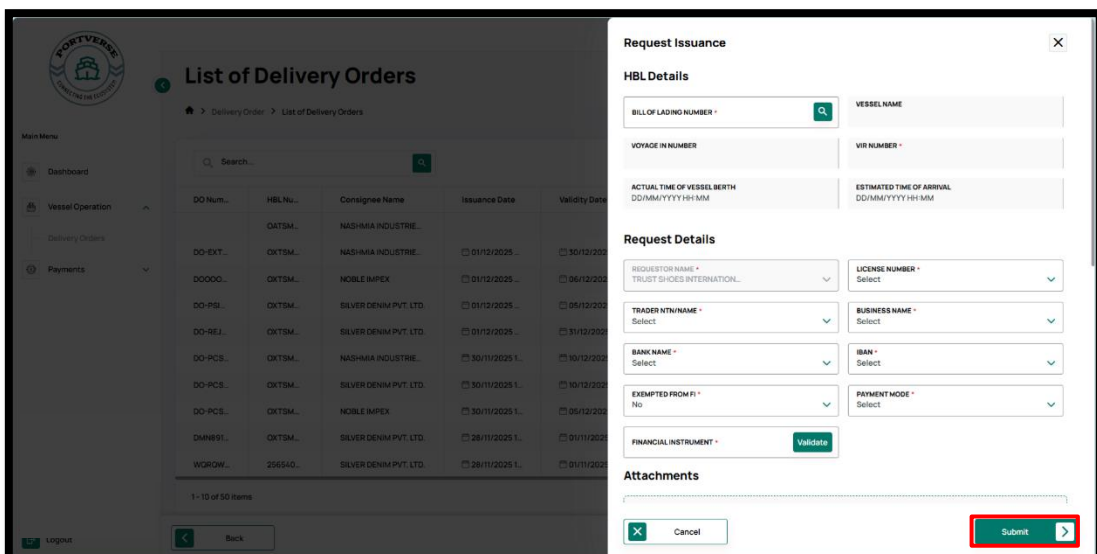 PORTVERSE
CONNECTING THE ECOSYSTEM
Main Menu
Dashboard
Vessel Operation
Delivery Orders
Payments
Logout
List of Delivery Orders
Delivery Order > List of Delivery Orders
Search...
DO Num... HBL Nu... Consignee Name Issuance Date Validity Date
OATSM... NASHMIA INDUSTRIE...
DO-EXT... OXTSM... NASHMIA INDUSTRIE... 01/12/2025 ... 30/12/202
DOOOO... OXTSM... NOBLE IMPEX 01/12/2025 ... 06/12/202
DO-PSI... OXTSM... SILVER DENIM PVT. LTD. 01/12/2025 ... 05/12/202
DO-REJ... OXTSM... SILVER DENIM PVT. LTD. 01/12/2025 ... 31/12/2025
DO-PCS... OXTSM... NASHMIA INDUSTRIE... 30/11/2025 1... 10/12/202
DO-PCS... OXTSM... SILVER DENIM PVT. LTD. 30/11/2025 1... 10/12/202
DO-PCS... OXTSM... NOBLE IMPEX 30/11/2025 1... 05/12/202
DMN891... OXTSM... SILVER DENIM PVT. LTD. 28/11/2025 1... 01/11/2025
WQRQW... 256540... SILVER DENIM PVT. LTD. 28/11/2025 1... 01/11/2025
1 - 10 of 50 items
Back
Request Issuance
HBL Details
BILL OF LADING NUMBER * VESSEL NAME
VOYAGE IN NUMBER VIR NUMBER *
ACTUAL TIME OF VESSEL BERTH ESTIMATED TIME OF ARRIVAL
DD/MM/YYYY HH:MM DD/MM/YYYY HH:MM
Request Details
REQUESTOR NAME * LICENSE NUMBER *
TRUST SHOES INTERNATION... Select
TRADER NTN/NAME * BUSINESS NAME *
Select Select
BANK NAME * IBAN *
Select Select
EXEMPTED FROM FI * PAYMENT MODE *
No Select
FINANCIAL INSTRUMENT * Validate
Attachments
Cancel Submit